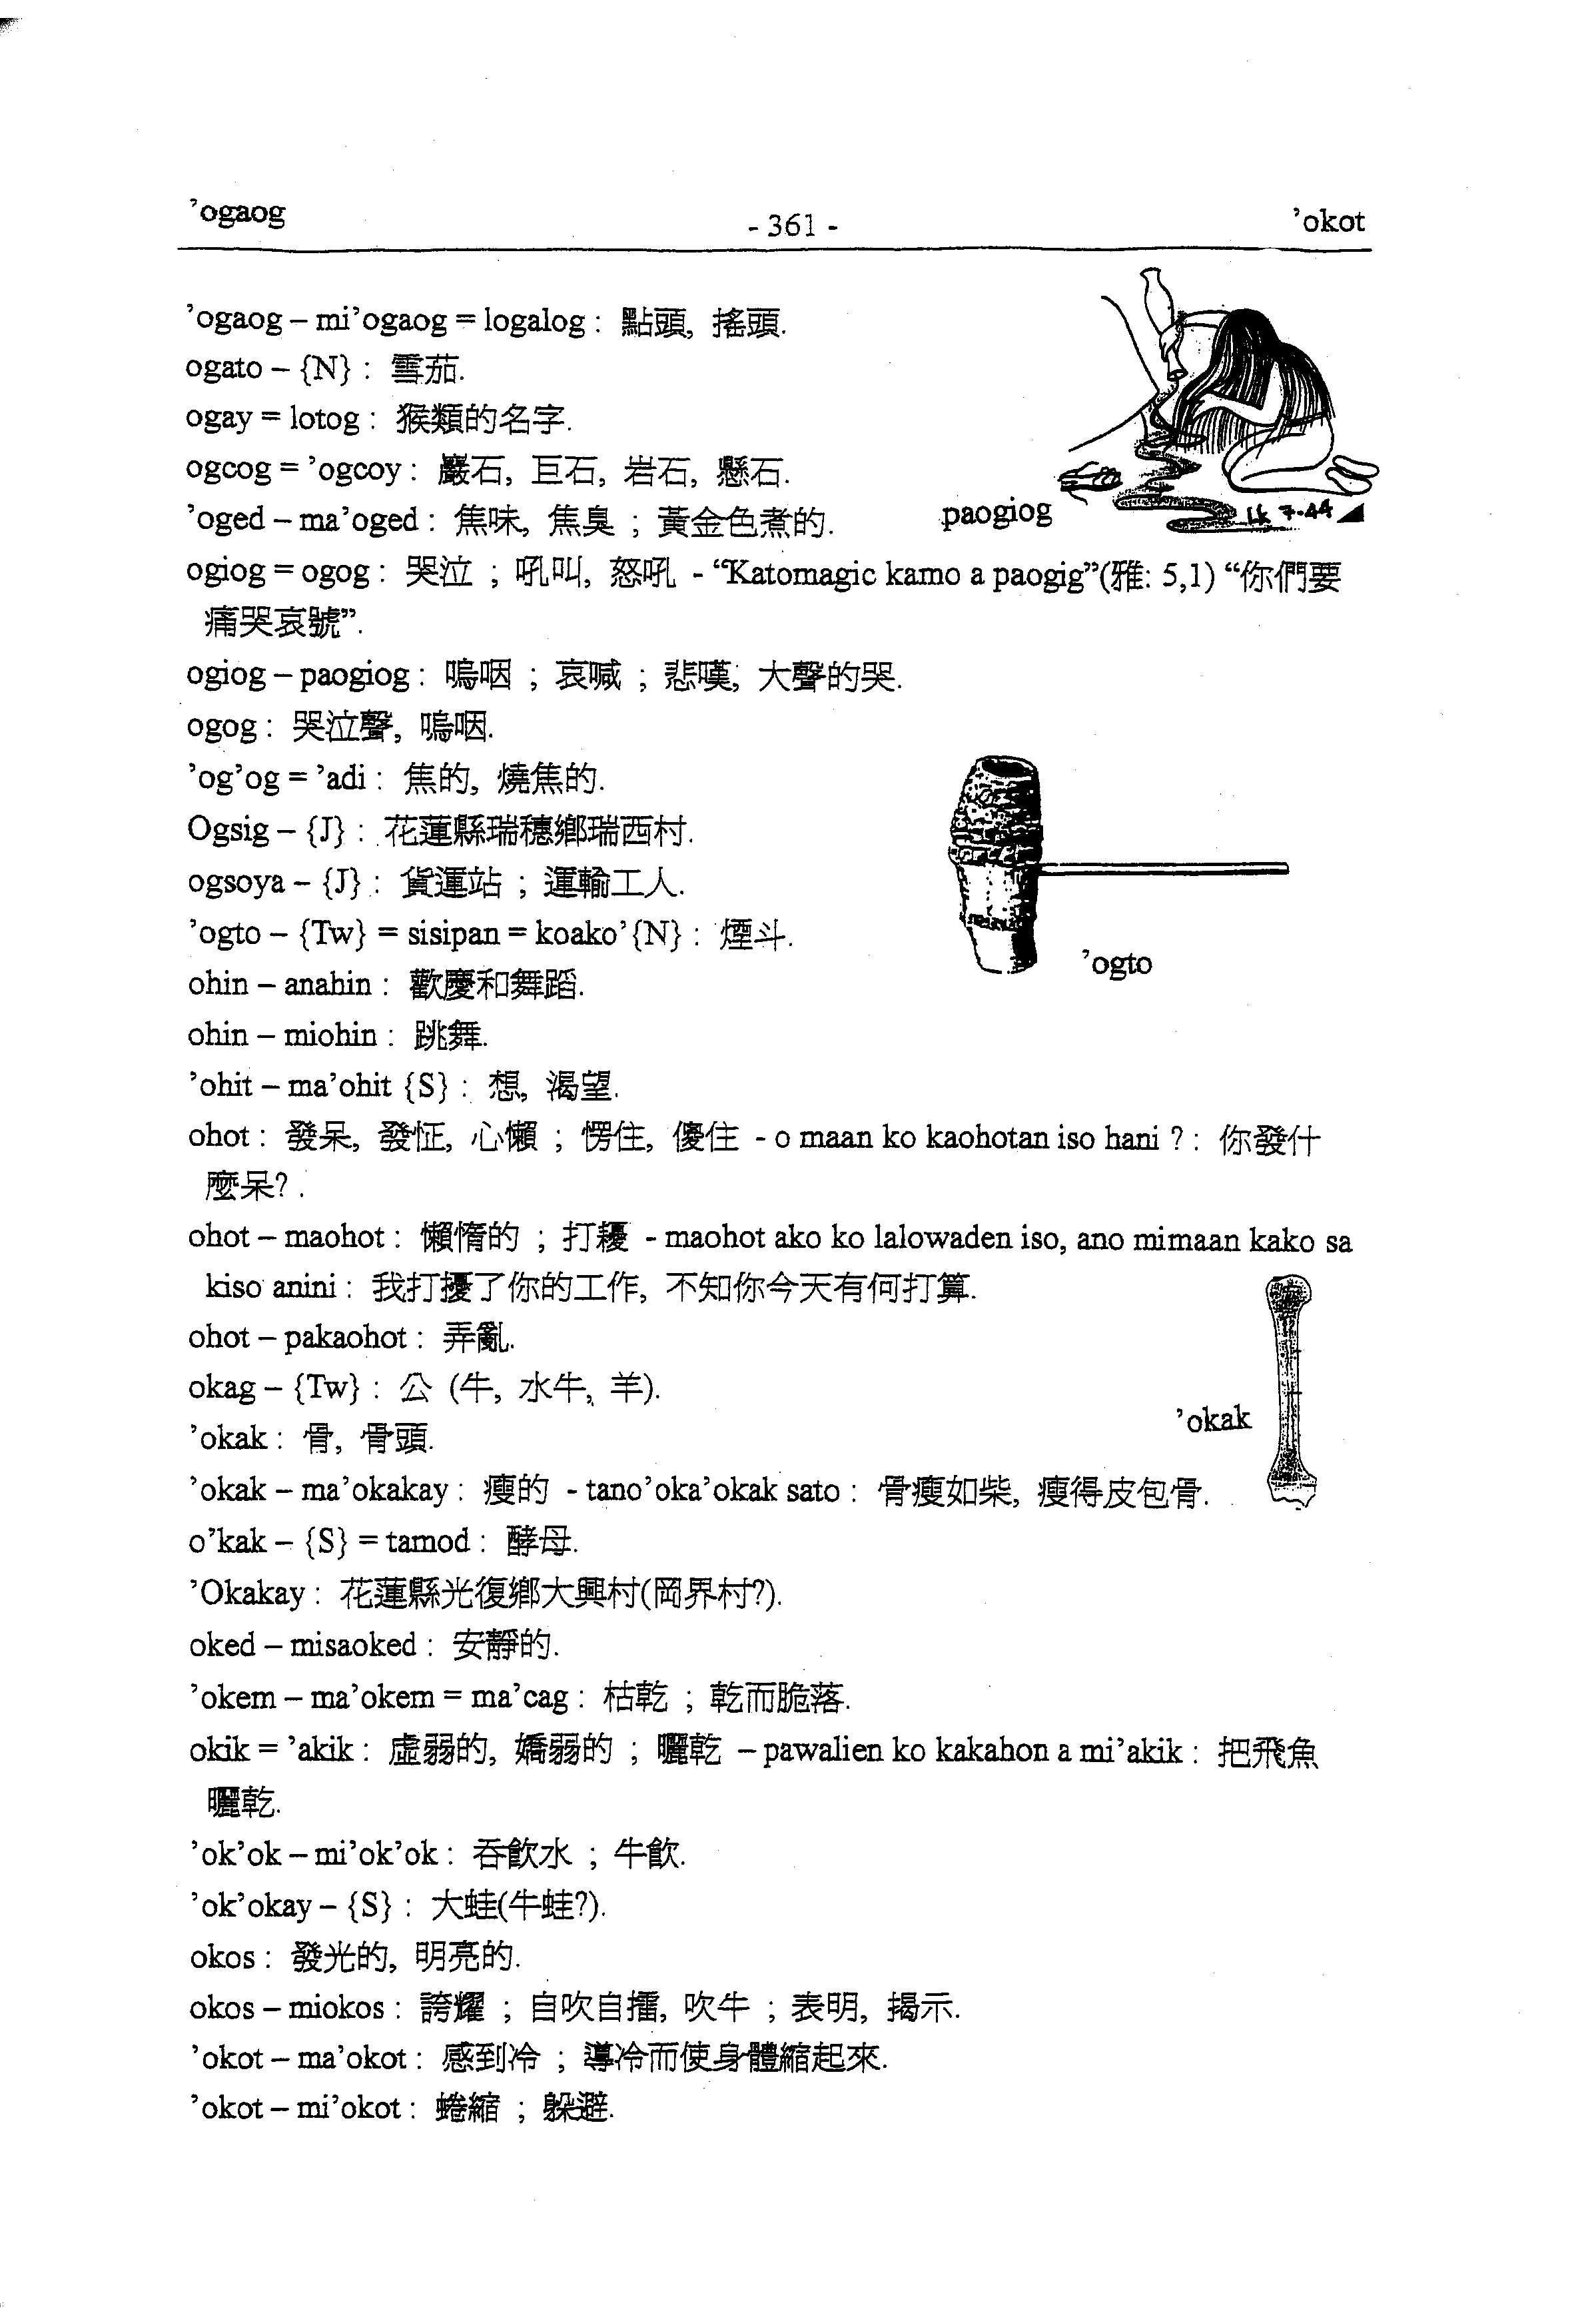 ’ogaog
- 361 -
’okot
’ogaog – mi’ogaog = logalog : 點頭, 搖頭.
ogato – {N} : 雪茄.
ogay = lotog : 猴類的名字.
ogcog = ’ogcoy : 巖石, 巨石, 岩石, 懸石.
’oged – ma’oged : 焦味, 焦臭 ; 黃金色煮的.
paogiog
Lk 7·44
ogiog = ogog : 哭泣 ; 吼叫, 怒吼 - “Katomagic kamo a paogig”(雅: 5,1) “你們要
痛哭哀號”.
ogiog – paogiog : 嗚咽 ; 哀喊 ; 悲嘆; 大聲的哭.
ogog : 哭泣聲, 嗚咽.
’og’og = ’adi : 焦的, 燒焦的.
Ogsig – {J} : 花蓮縣瑞穗鄉瑞西村.
ogsoya – {J} : 貨運站 ; 運輸工人.
’ogto – {Tw} = sisipan = koako’{N} : 煙斗.
’ogto
ohin – anahin : 歡慶和舞蹈.
ohin – miohin : 跳舞.
’ohit – ma’ohit {S} : 想, 渴望.
ohot : 發呆, 發怔, 心懶 ; 愣住, 傻住 - o maan ko kaohotan iso hani ? : 你發什
麼呆? .
ohot – maohot : 懶惰的 ; 打擾 - maohot ako ko lalowaden iso, ano mimaan kako sa
kiso anini : 我打擾了你的工作, 不知你今天有何打算.
ohot – pakaohot : 弄亂.
okag – {Tw} : 公 (牛, 水牛, 羊).
’okak : 骨, 骨頭.
’okak
’okak – ma’okakay : 瘦的 - tano’oka’okak sato : 骨瘦如柴, 瘦得皮包骨.
o’kak – {S} = tamod : 酵母.
’Okakay : 花蓮縣光復鄉大興村(岡界村?).
oked – misaoked : 安靜的.
’okem – ma’okem = ma’cag : 枯乾 ; 乾而脆落.
okik = ’akik : 虛弱的, 嬌弱的 ; 曬乾 – pawalien ko kakahon a mi’akik : 把飛魚
曬乾.
’ok’ok – mi’ok’ok : 吞飲水 ; 牛飲.
’ok’okay – {S} : 大蛙(牛蛙?).
okos : 發光的, 明亮的.
okos – miokos : 誇耀 ; 自吹自擂, 吹牛 ; 表明, 揭示.
’okot – ma’okot : 感到冷 ; 導冷而使身體縮起來.
’okot – mi’okot : 蜷縮 ; 躲避.